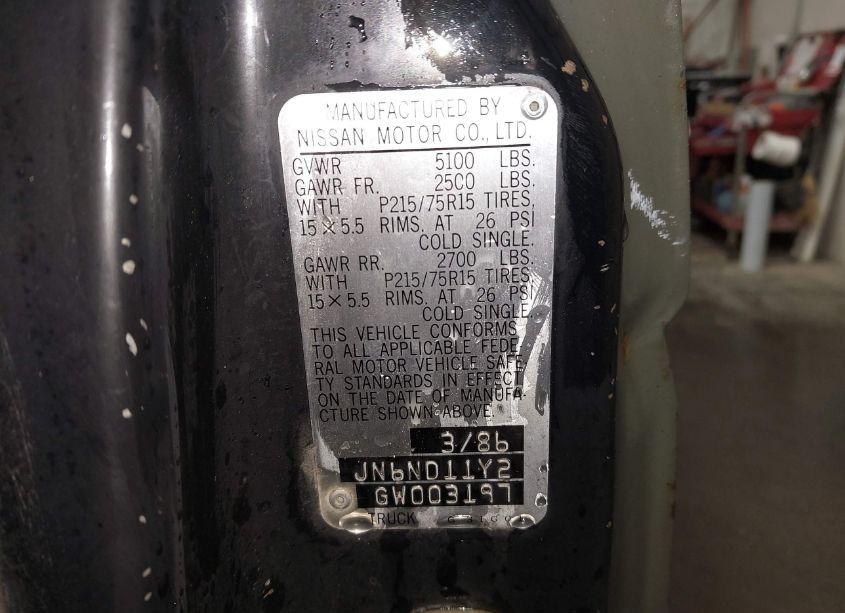 MANUFACTURED BY
NISSAN MOTOR CO., LTD.
GVWR 5100 LBS.
GAWR FR. 2500 LBS.
WITH P215/75R15 TIRES,
15 × 5.5 RIMS, AT 26 PSI
COLD SINGLE.
GAWR RR. 2700 LBS.
WITH P215/75R15 TIRES,
15 × 5.5 RIMS, AT 26 PSI
COLD SINGLE.
THIS VEHICLE CONFORMS
TO ALL APPLICABLE FEDE-
RAL MOTOR VEHICLE SAFE-
TY STANDARDS IN EFFECT
ON THE DATE OF MANUFA-
CTURE SHOWN ABOVE.
3/86
JN6ND11Y2
GW003197
TRUCK